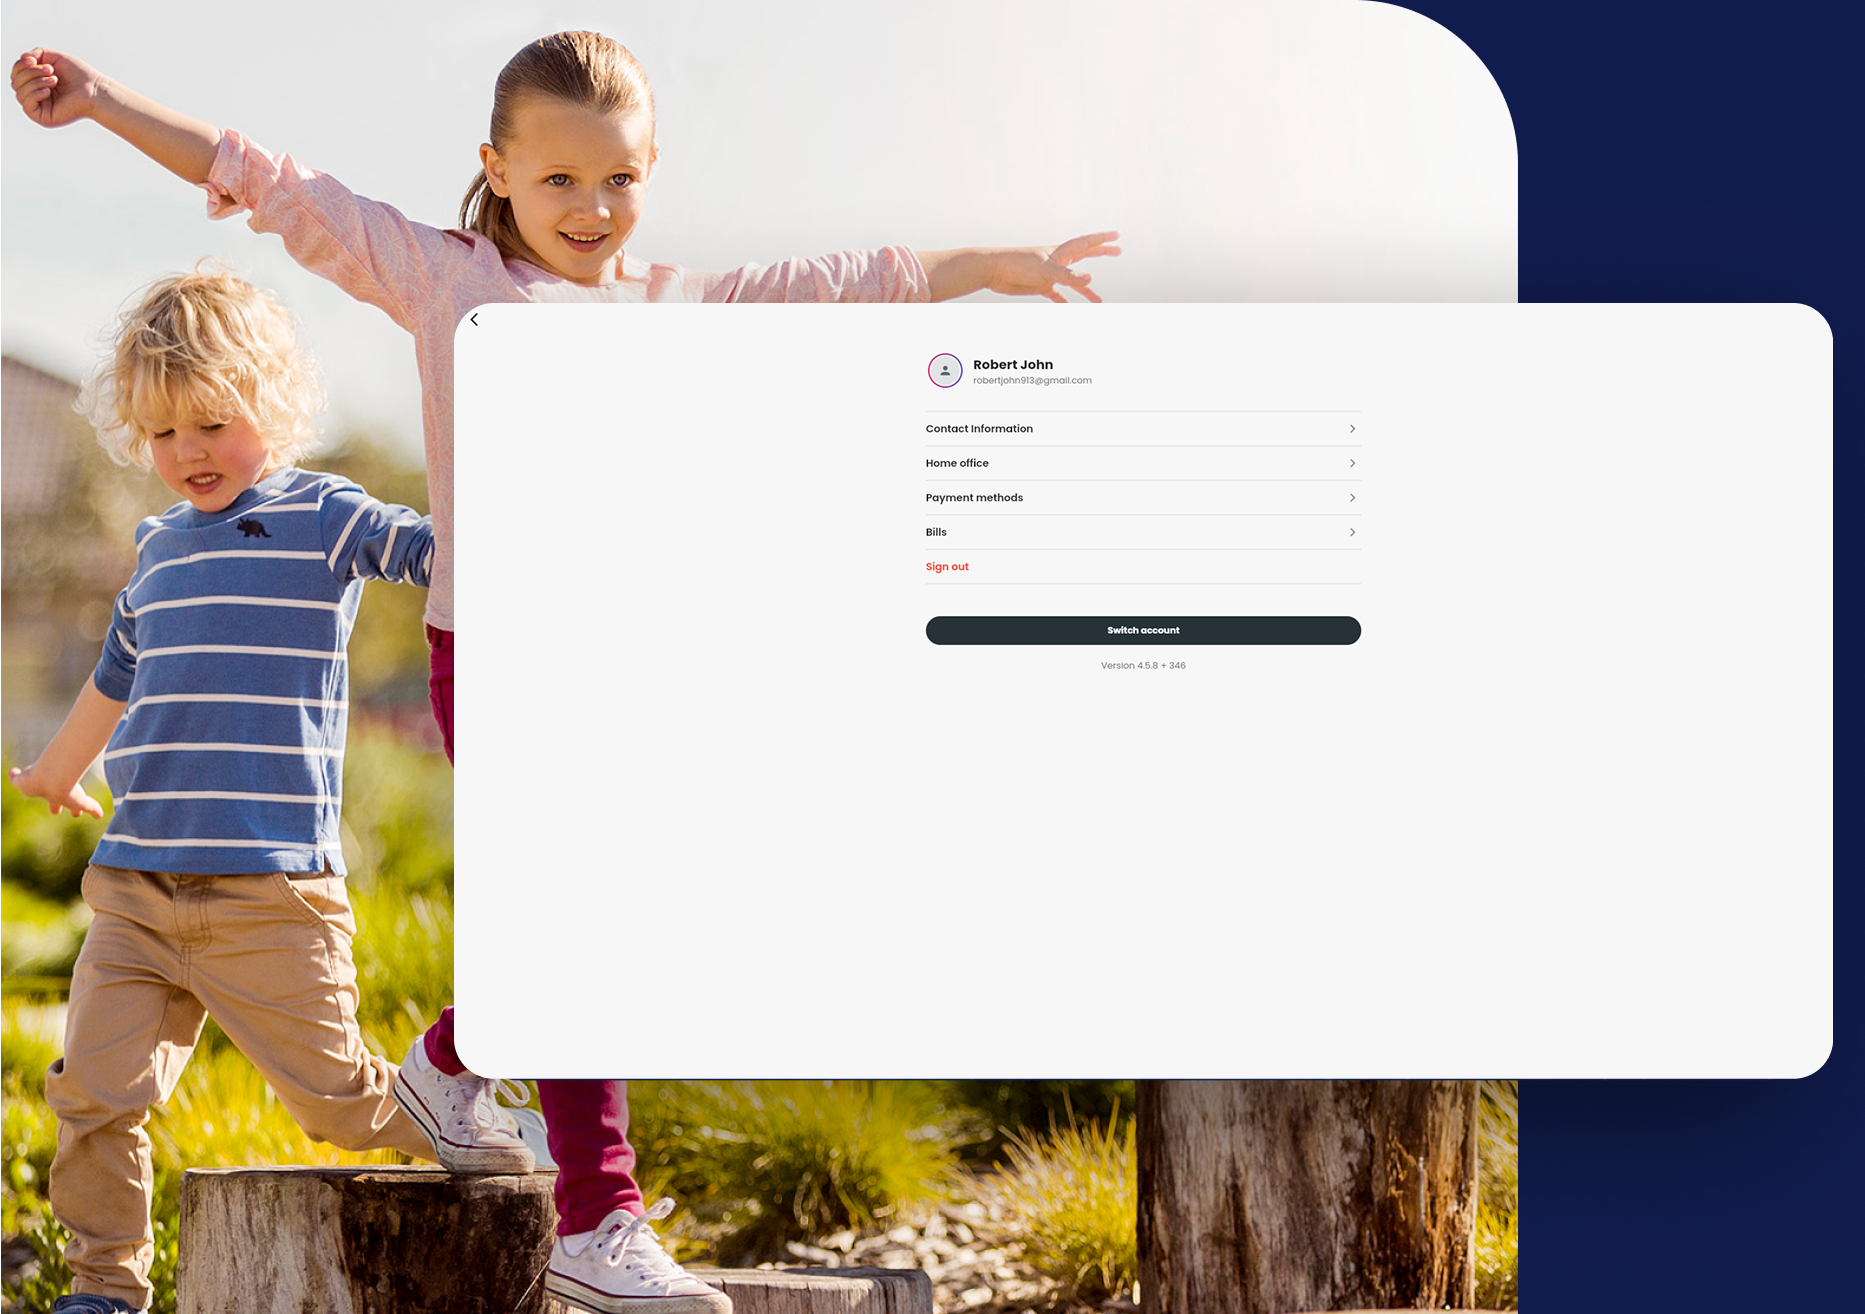 Robert John
robertjohn913@gmail.com
Contact Information
Home office
Payment methods
Bills
Sign out
Switch account
Version 4.5.8 + 346